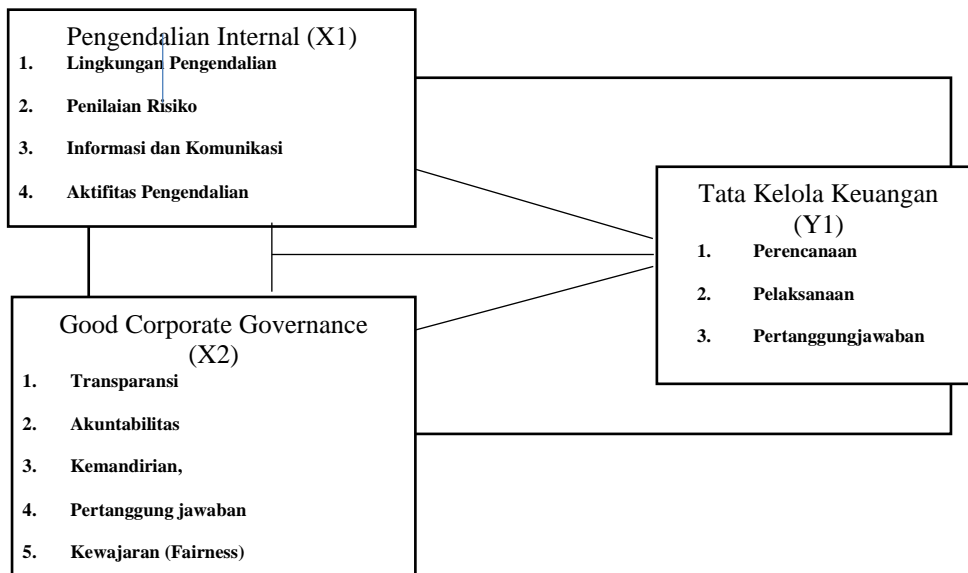 Pengendalian Internal (X1)
1. Lingkungan Pengendalian
2. Penilaian Risiko
3. Informasi dan Komunikasi
4. Aktifitas Pengendalian
Tata Kelola Keuangan
(Y1)
1. Perencanaan
2. Pelaksanaan
3. Pertanggungjawaban
Good Corporate Governance
(X2)
1. Transparansi
2. Akuntabilitas
3. Kemandirian,
4. Pertanggung jawaban
5. Kewajaran (Fairness)